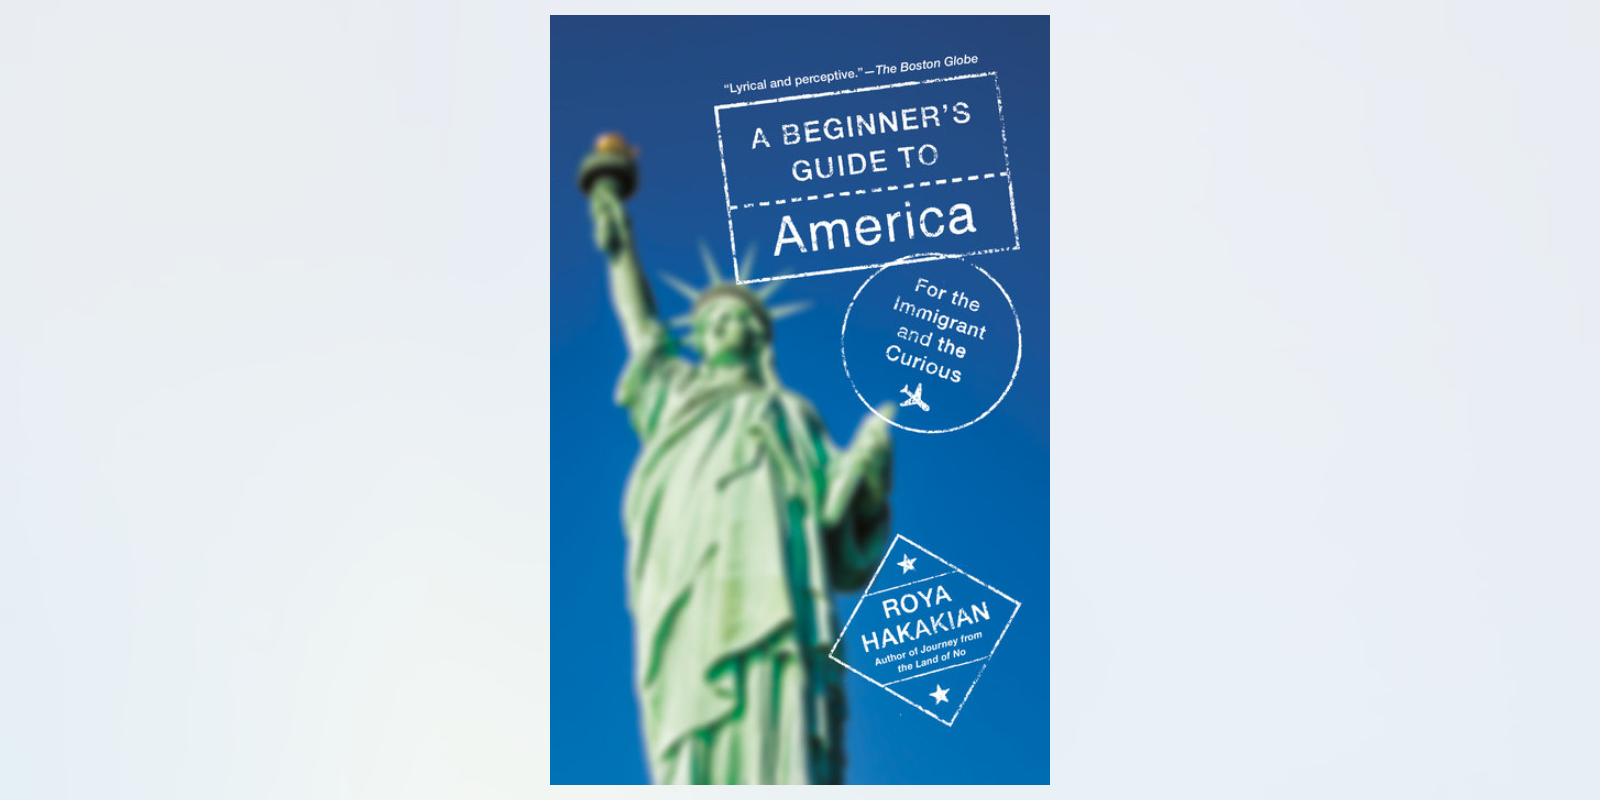 “Lyrical and perceptive.”—The Boston Globe
A BEGINNER’S
GUIDE TO
America
For the
Immigrant
and the
Curious
ROYA
HAKAKIAN
Author of Journey from
the Land of No